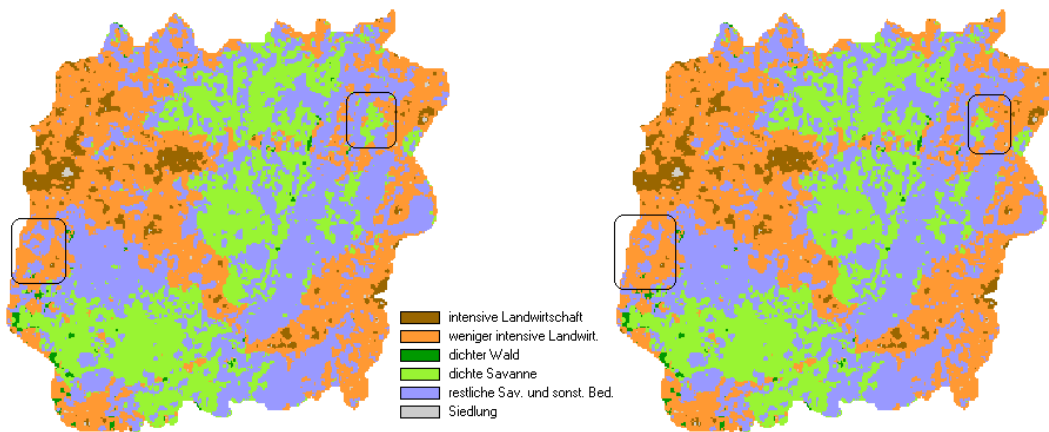 intensive Landwirtschaft
weniger intensive Landwirt.
dichter Wald
dichte Savanne
restliche Sav. und sonst. Bed.
Siedlung